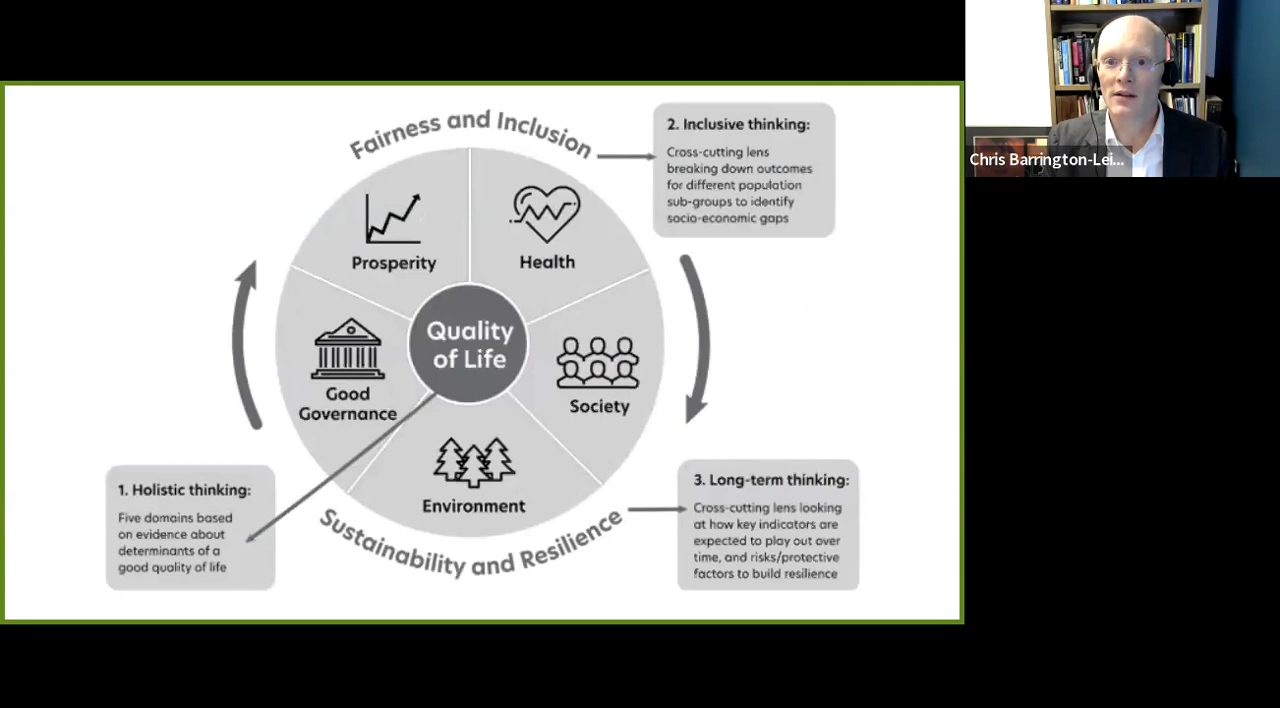 Fairness and Inclusion
Prosperity
Health
Quality
of Life
Good
Governance
Society
Environment
Sustainability and Resilience
1. Holistic thinking:
Five domains based
on evidence about
determinants of a
good quality of life
2. Inclusive thinking:
Cross-cutting lens
breaking down outcomes
for different population
sub-groups to identify
socio-economic gaps
3. Long-term thinking:
Cross-cutting lens looking
at how key indicators are
expected to play out over
time, and risks/protective
factors to build resilience
Chris Barrington-Lei...